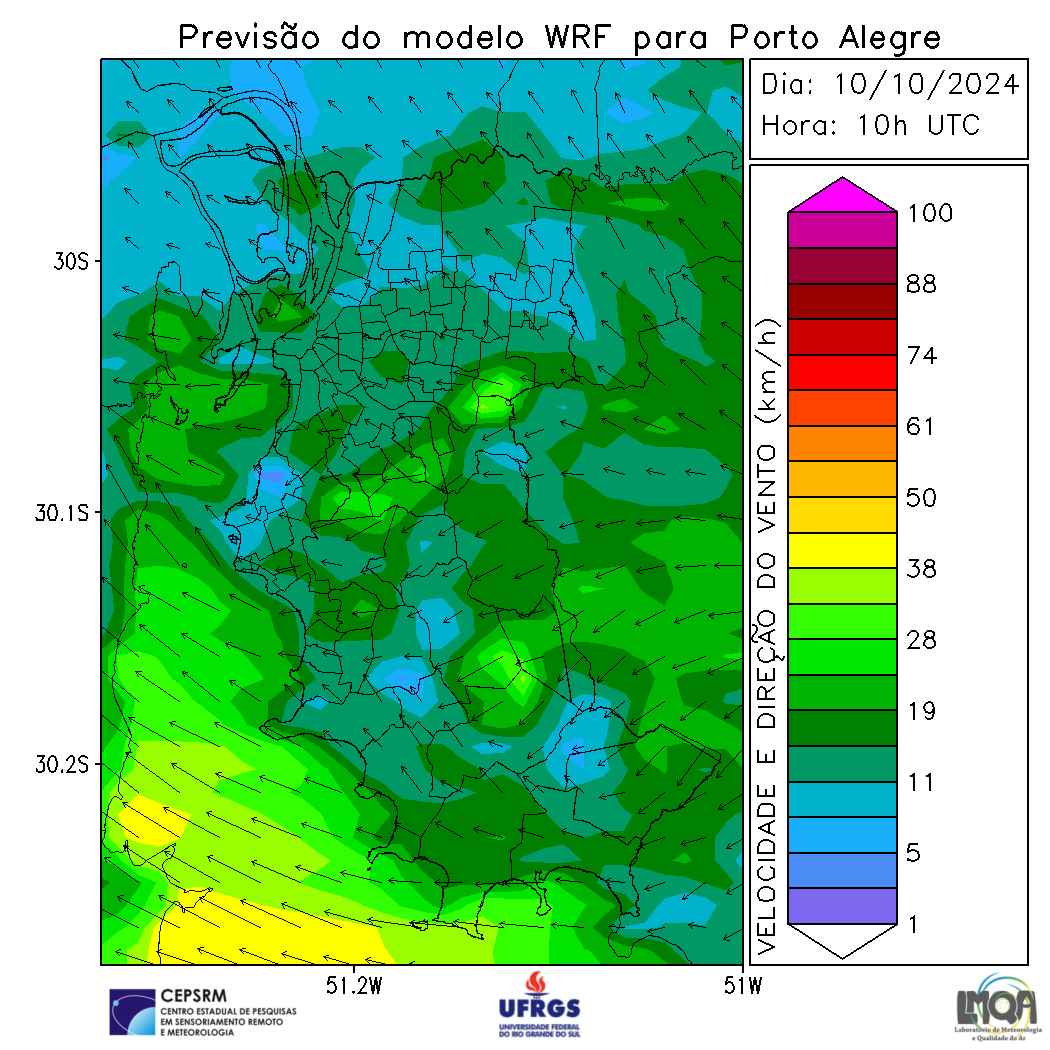 Previsão do modelo WRF para Porto Alegre
Dia: 10/10/2024
Hora: 10h UTC
30S
30.1S
30.2S
51.2W
51W
VELOCIDADE E DIREÇÃO DO VENTO (km/h)
100
88
74
61
50
38
28
19
11
5
1
CEPSRM
CENTRO ESTADUAL DE PESQUISAS
EM SENSORIAMENTO REMOTO
E METEOROLOGIA
UFRGS
UNIVERSIDADE FEDERAL
DO RIO GRANDE DO SUL
LMQA
Laboratório de Meteorologia
e Qualidade do Ar